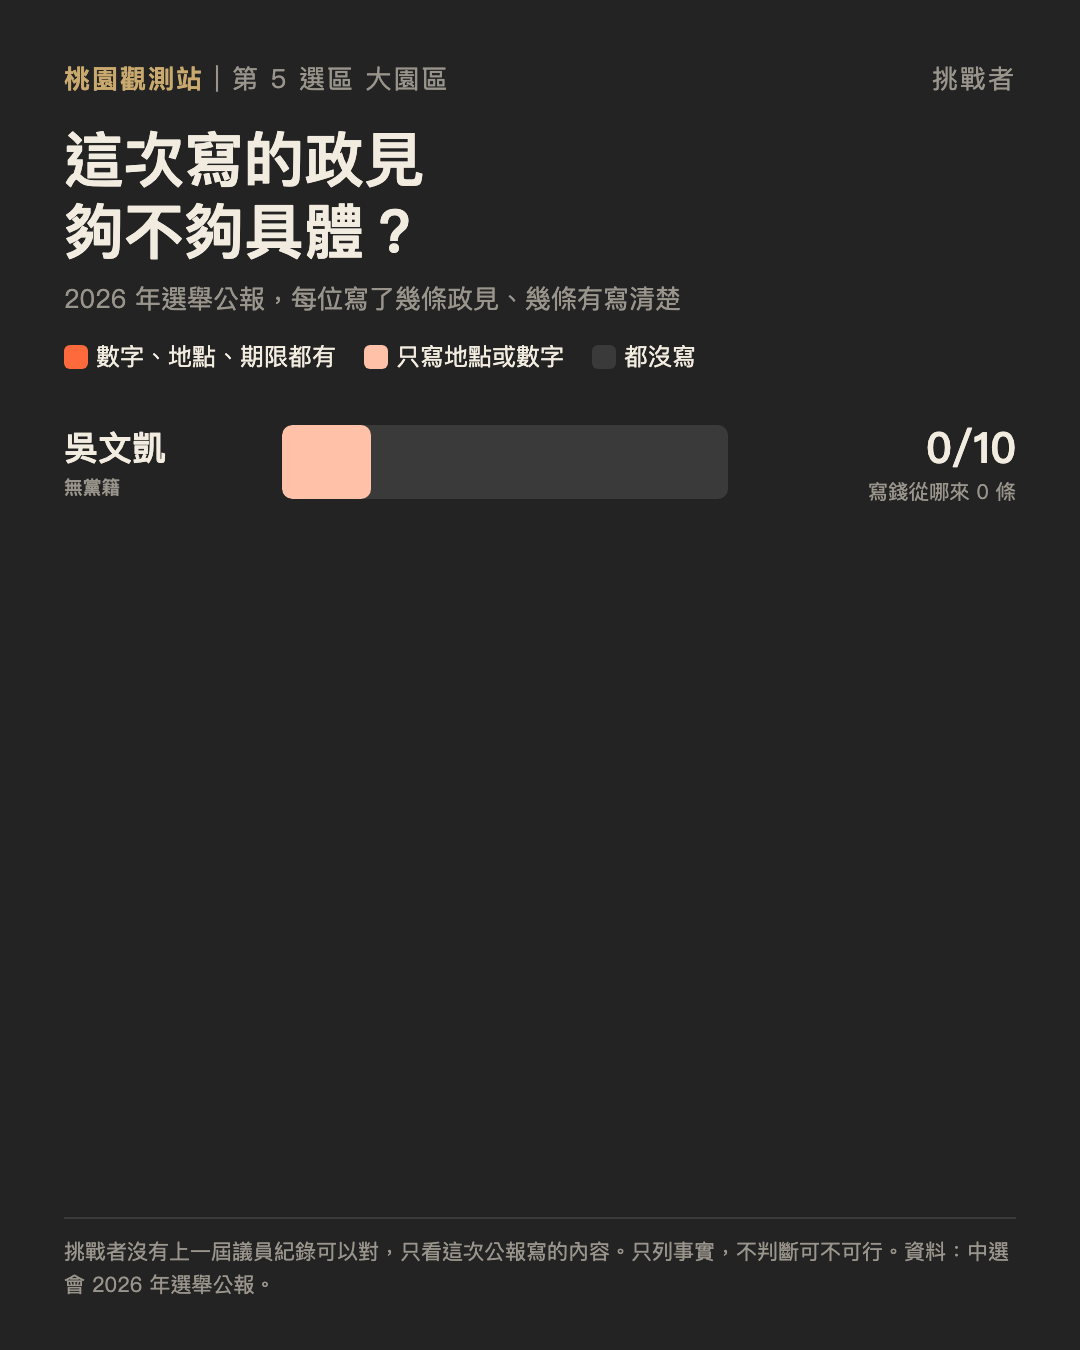 桃園觀測站｜第 5 選區 大園區
挑戰者
這次寫的政見
夠不夠具體？
2026 年選舉公報，每位寫了幾條政見、幾條有寫清楚
數字、地點、期限都有
只寫地點或數字
都沒寫
吳文凱
無黨籍
0/10
寫錢從哪來 0 條
挑戰者沒有上一屆議員紀錄可以對，只看這次公報寫的內容。只列事實，不判斷可不可行。資料：中選
會 2026 年選舉公報。